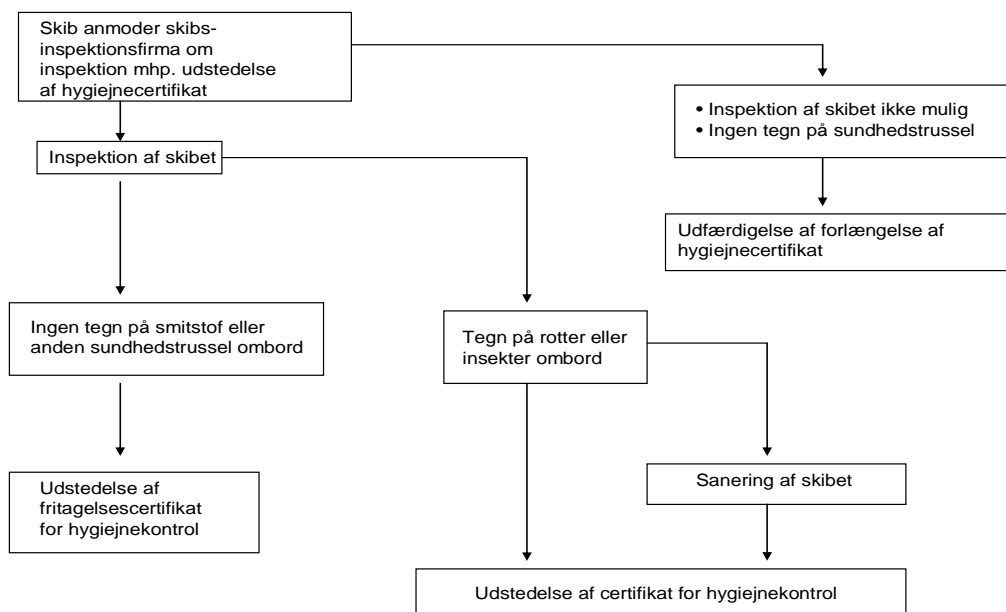 Skib anmoder skibs-
inspektionsfirma om
inspektion mhp. udstedelse
af hygiejnecertifikat
• Inspektion af skibet ikke mulig
• Ingen tegn på sundhedstrussel
Inspektion af skibet
Udfærdigelse af forlængelse af
hygiejnecertifikat
Ingen tegn på smitstof eller
anden sundhedstrussel ombord
Tegn på rotter eller
insekter ombord
Udstedelse af
fritagelsescertifikat
for hygiejnekontrol
Sanering af skibet
Udstedelse af certifikat for hygiejnekontrol